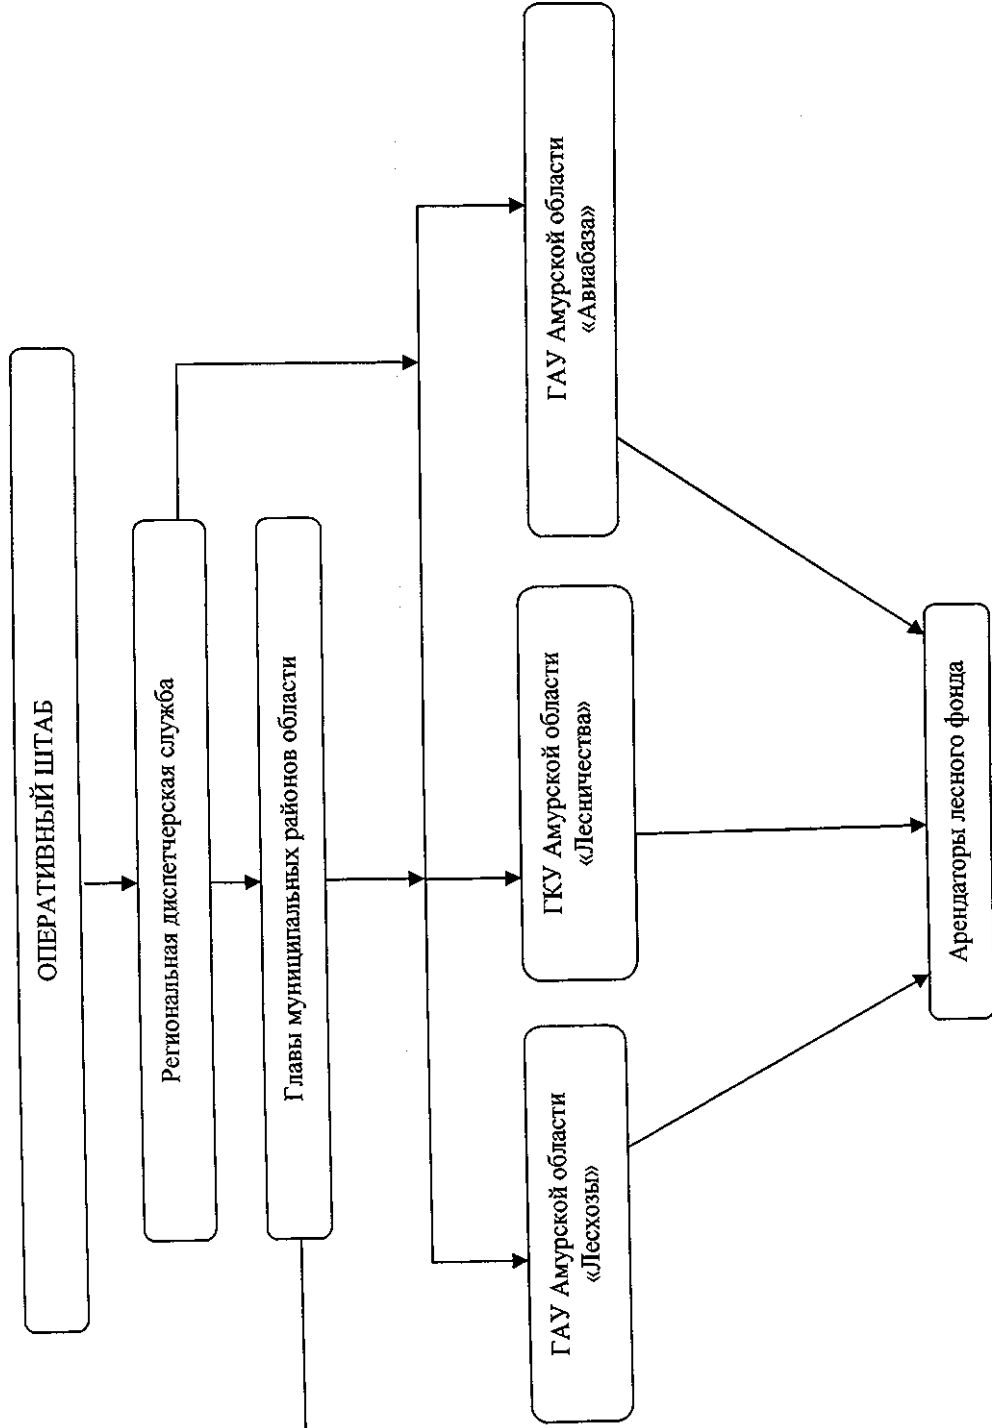 ОПЕРАТИВНЫЙ ШТАБ
Региональная диспетчерская служба
Главы муниципальных районов области
ГАУ Амурской области
«Лесхозы»
ГКУ Амурской области
«Лесничества»
ГАУ Амурской области
«Авиабаза»
Арендаторы лесного фонда